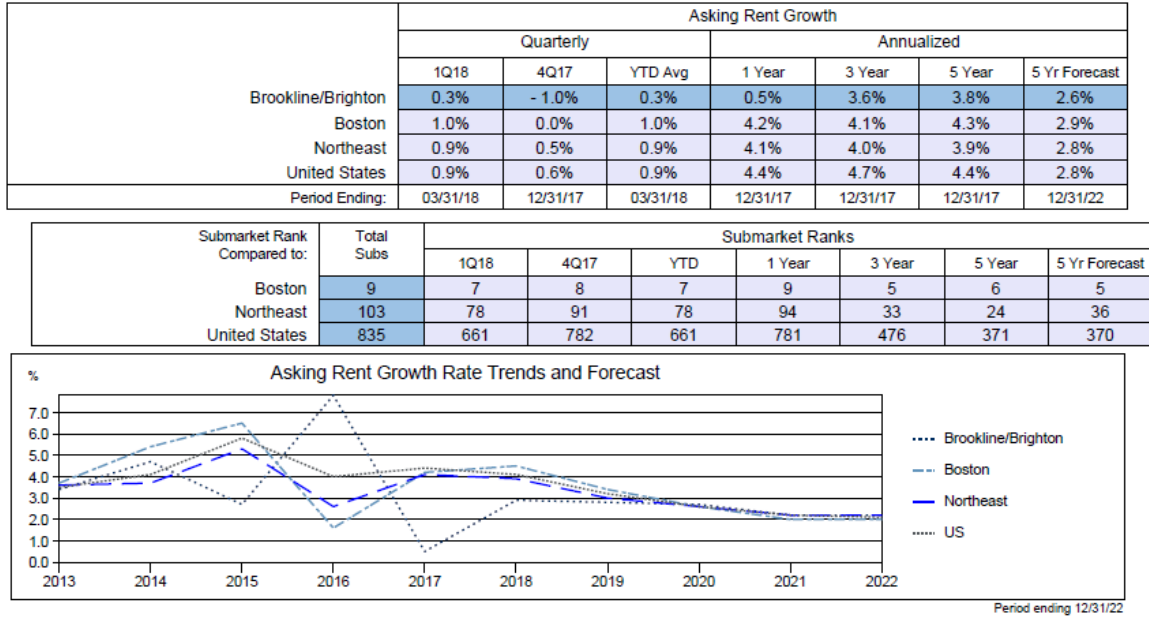 Asking Rent Growth
Quarterly Annualized
1Q18 4Q17 YTD Avg 1 Year 3 Year 5 Year 5 Yr Forecast
Brookline/Brighton 0.3% - 1.0% 0.3% 0.5% 3.6% 3.8% 2.6%
Boston 1.0% 0.0% 1.0% 4.2% 4.1% 4.3% 2.9%
Northeast 0.9% 0.5% 0.9% 4.1% 4.0% 3.9% 2.8%
United States 0.9% 0.6% 0.9% 4.4% 4.7% 4.4% 2.8%
Period Ending: 03/31/18 12/31/17 03/31/18 12/31/17 12/31/17 12/31/17 12/31/22
Submarket Rank Total Submarket Ranks
Compared to: Subs 1Q18 4Q17 YTD 1 Year 3 Year 5 Year 5 Yr Forecast
Boston 9 7 8 7 9 5 6 5
Northeast 103 78 91 78 94 33 24 36
United States 835 661 782 661 781 476 371 370
% Asking Rent Growth Rate Trends and Forecast
7.0
6.0
5.0
4.0
3.0
2.0
1.0
0.0
2013 2014 2015 2016 2017 2018 2019 2020 2021 2022
Brookline/Brighton
Boston
Northeast
US
Period ending 12/31/22